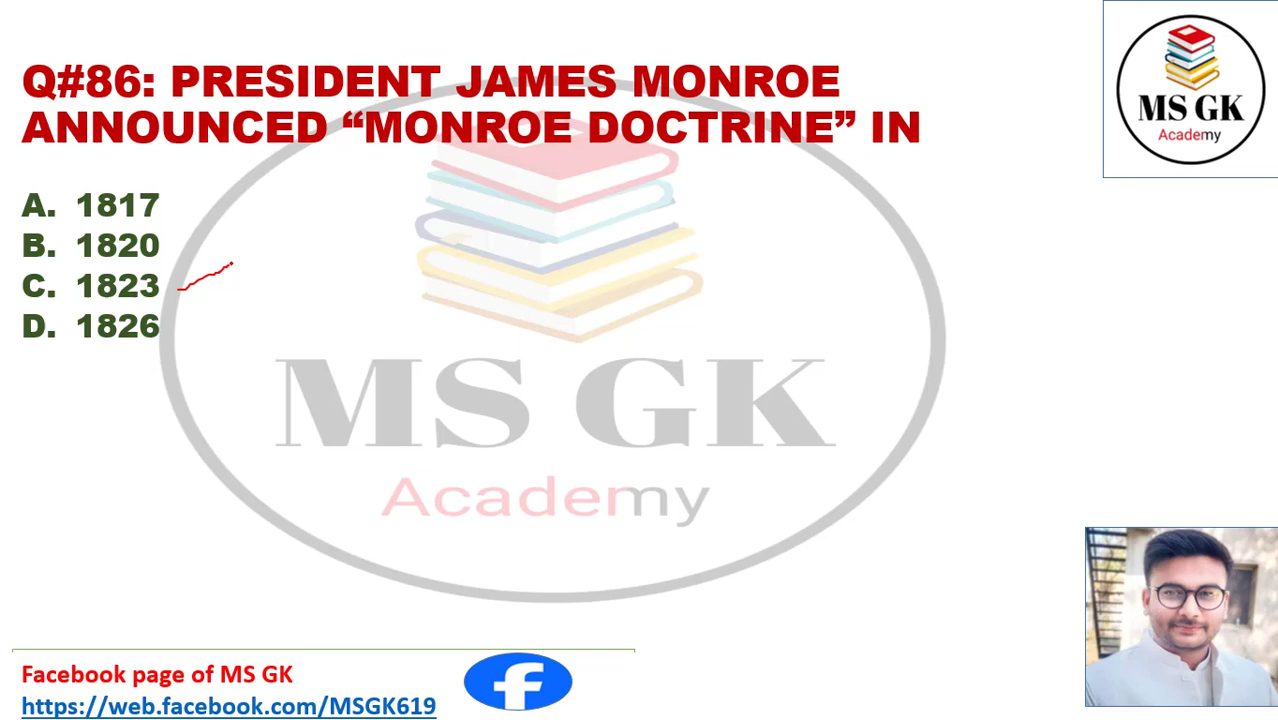 Q#86: PRESIDENT JAMES MONROE
ANNOUNCED “MONROE DOCTRINE” IN
A. 1817
B. 1820
C. 1823
D. 1826
MS GK
Academy
MS GK
Academy
Facebook page of MS GK
https://web.facebook.com/MSGK619